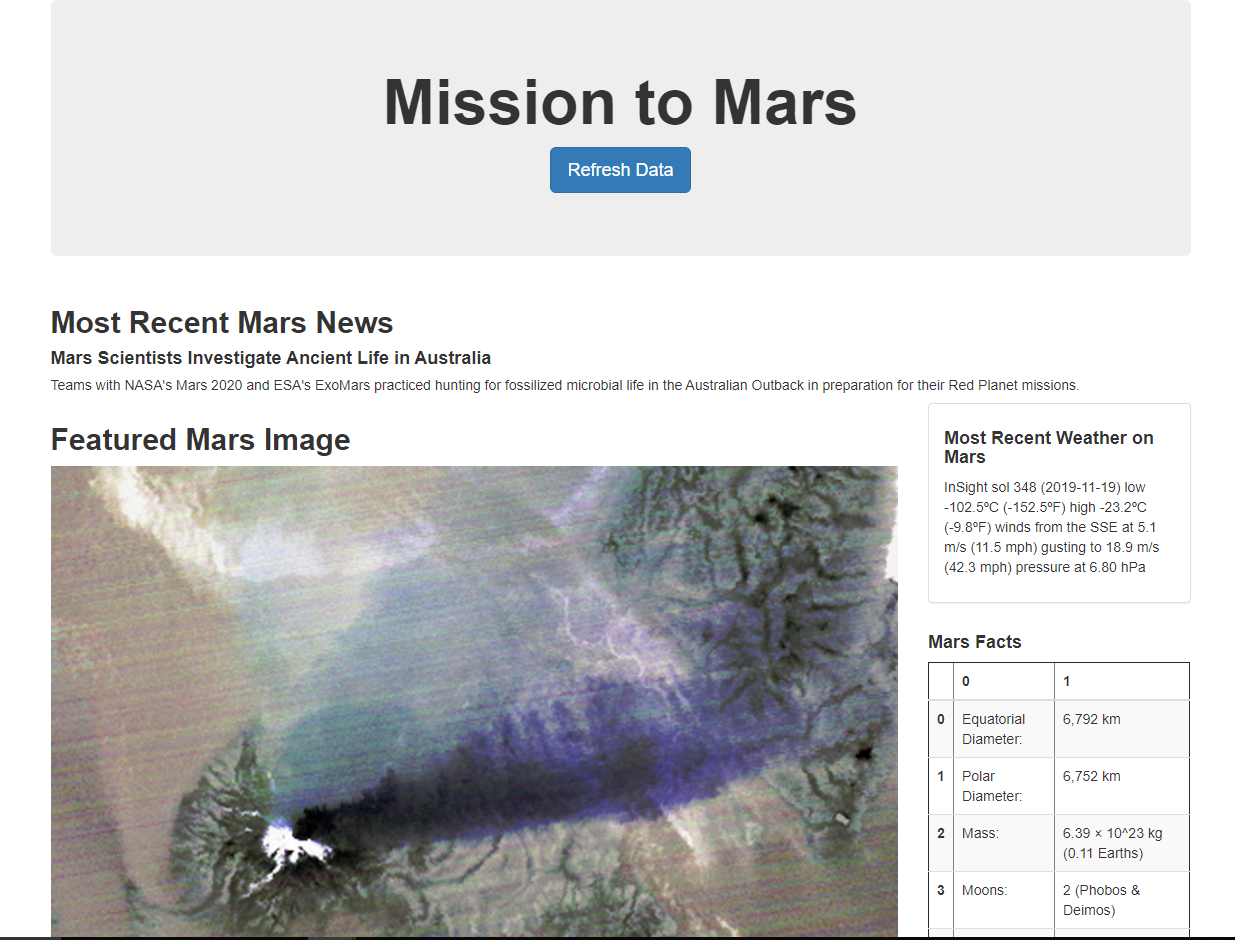 Mission to Mars
Refresh Data
Most Recent Mars News
Mars Scientists Investigate Ancient Life in Australia
Teams with NASA's Mars 2020 and ESA's ExoMars practiced hunting for fossilized microbial life in the Australian Outback in preparation for their Red Planet missions.
Featured Mars Image
Most Recent Weather on
Mars
InSight sol 348 (2019-11-19) low
-102.5ºC (-152.5ºF) high -23.2ºC
(-9.8ºF) winds from the SSE at 5.1
m/s (11.5 mph) gusting to 18.9 m/s
(42.3 mph) pressure at 6.80 hPa
Mars Facts
0 1
0 Equatorial 6,792 km
Diameter:
1 Polar 6,752 km
Diameter:
2 Mass: 6.39 × 10^23 kg
(0.11 Earths)
3 Moons: 2 (Phobos &
Deimos)